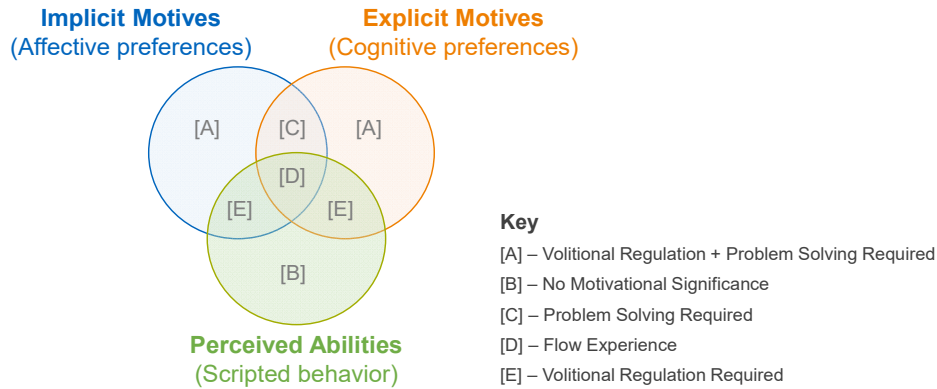 Implicit Motives
(Affective preferences)
Explicit Motives
(Cognitive preferences)
[A]
[C]
[A]
[D]
[E]
[E]
[B]
Perceived Abilities
(Scripted behavior)
Key
[A] – Volitional Regulation + Problem Solving Required
[B] – No Motivational Significance
[C] – Problem Solving Required
[D] – Flow Experience
[E] – Volitional Regulation Required